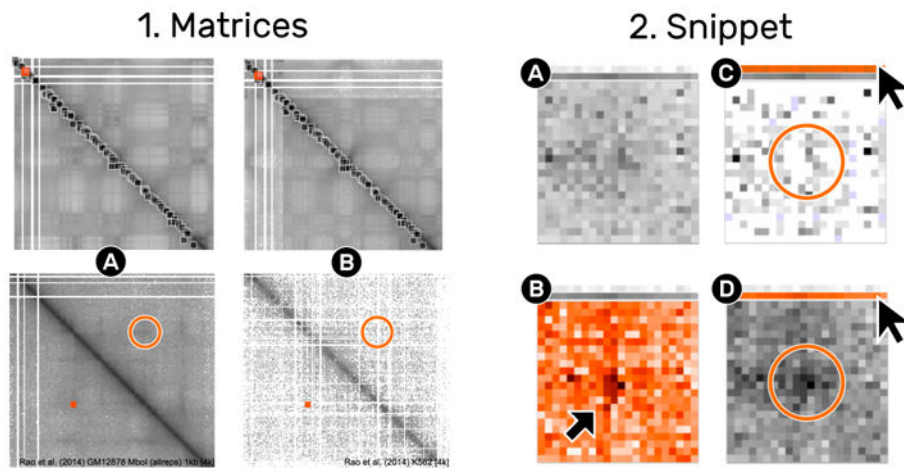 1. Matrices
2. Snippet
A
C
A
B
B
D
Rao et al. (2014) GM12878 MboI (allreps) 1kb [4k]
Rao et al. (2014) K562 [4k]